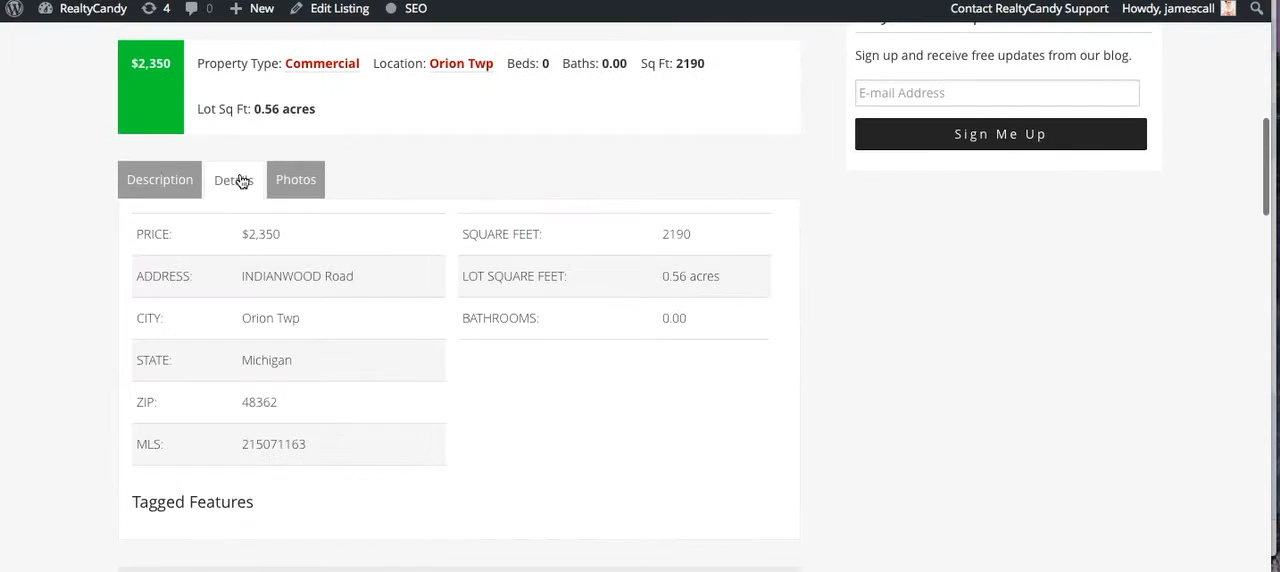 RealtyCandy 4 0 + New Edit Listing SEO Contact RealtyCandy Support Howdy, jamescall
Sign up and receive free updates from our blog.
E-mail Address
Sign Me Up
$2,350 Property Type: Commercial Location: Orion Twp Beds: 0 Baths: 0.00 Sq Ft: 2190
Lot Sq Ft: 0.56 acres
Description Details Photos
PRICE: $2,350 SQUARE FEET: 2190
ADDRESS: INDIANWOOD Road LOT SQUARE FEET: 0.56 acres
CITY: Orion Twp BATHROOMS: 0.00
STATE: Michigan
ZIP: 48362
MLS: 215071163
Tagged Features